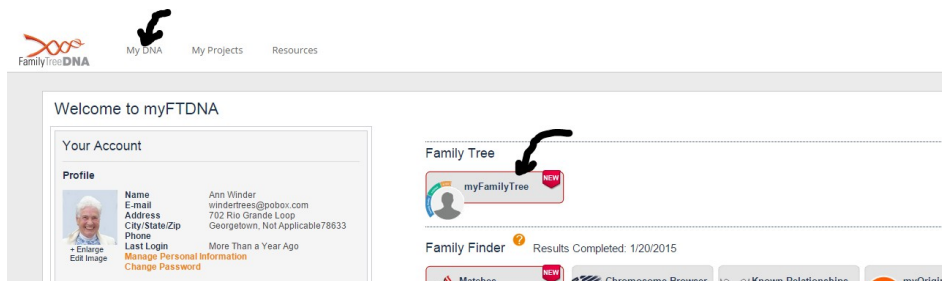 FamilyTreeDNA
My DNA My Projects Resources
Welcome to myFTDNA
Your Account
Profile
Name Ann Winder
E-mail windertrees@pobox.com
Address 702 Rio Grande Loop
City/State/Zip Georgetown, Not Applicable78633
Phone
Last Login More Than a Year Ago
+ Enlarge
Edit Image
Manage Personal Information
Change Password
Family Tree
myFamilyTree NEW
Family Finder ? Results Completed: 1/20/2015
Matches NEW Chromosome Browser Known Relationships